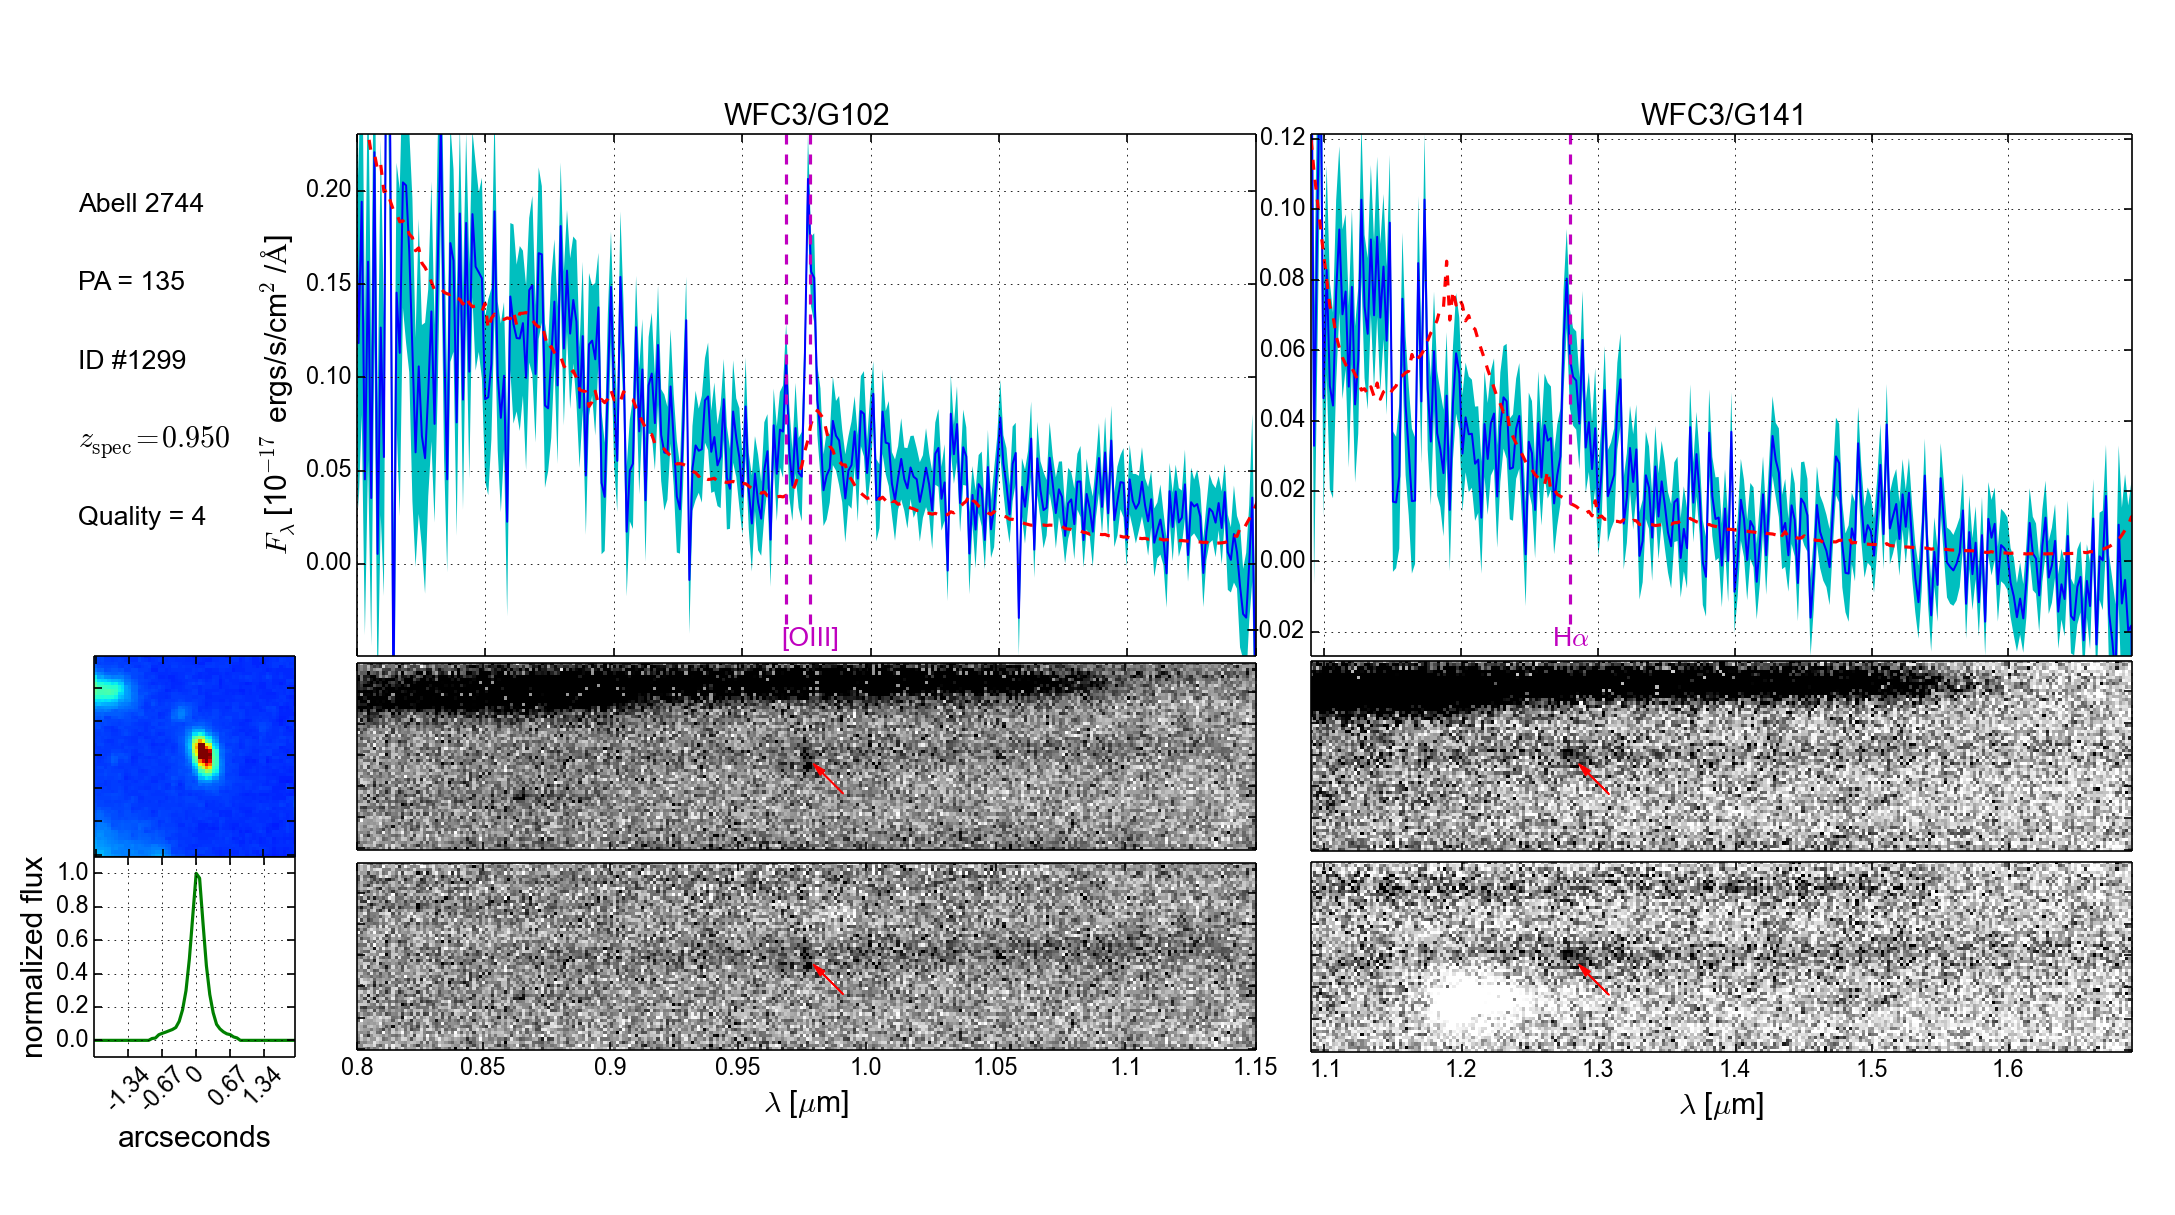 WFC3/G102
WFC3/G141
Abell 2744
PA = 135
ID #1299
z_spec = 0.950
Quality = 4
F_λ [10^−17 ergs/s/cm^2 /Å]
0.20
0.15
0.10
0.05
0.00
[OIII]
0.12
0.10
0.08
0.06
0.04
0.02
0.00
−0.02
Hα
normalized flux
1.0
0.8
0.6
0.4
0.2
0.0
-1.34 -0.67 0 0.67 1.34
arcseconds
0.8 0.85 0.9 0.95 1.0 1.05 1.1 1.15
λ [μm]
1.1 1.2 1.3 1.4 1.5 1.6
λ [μm]